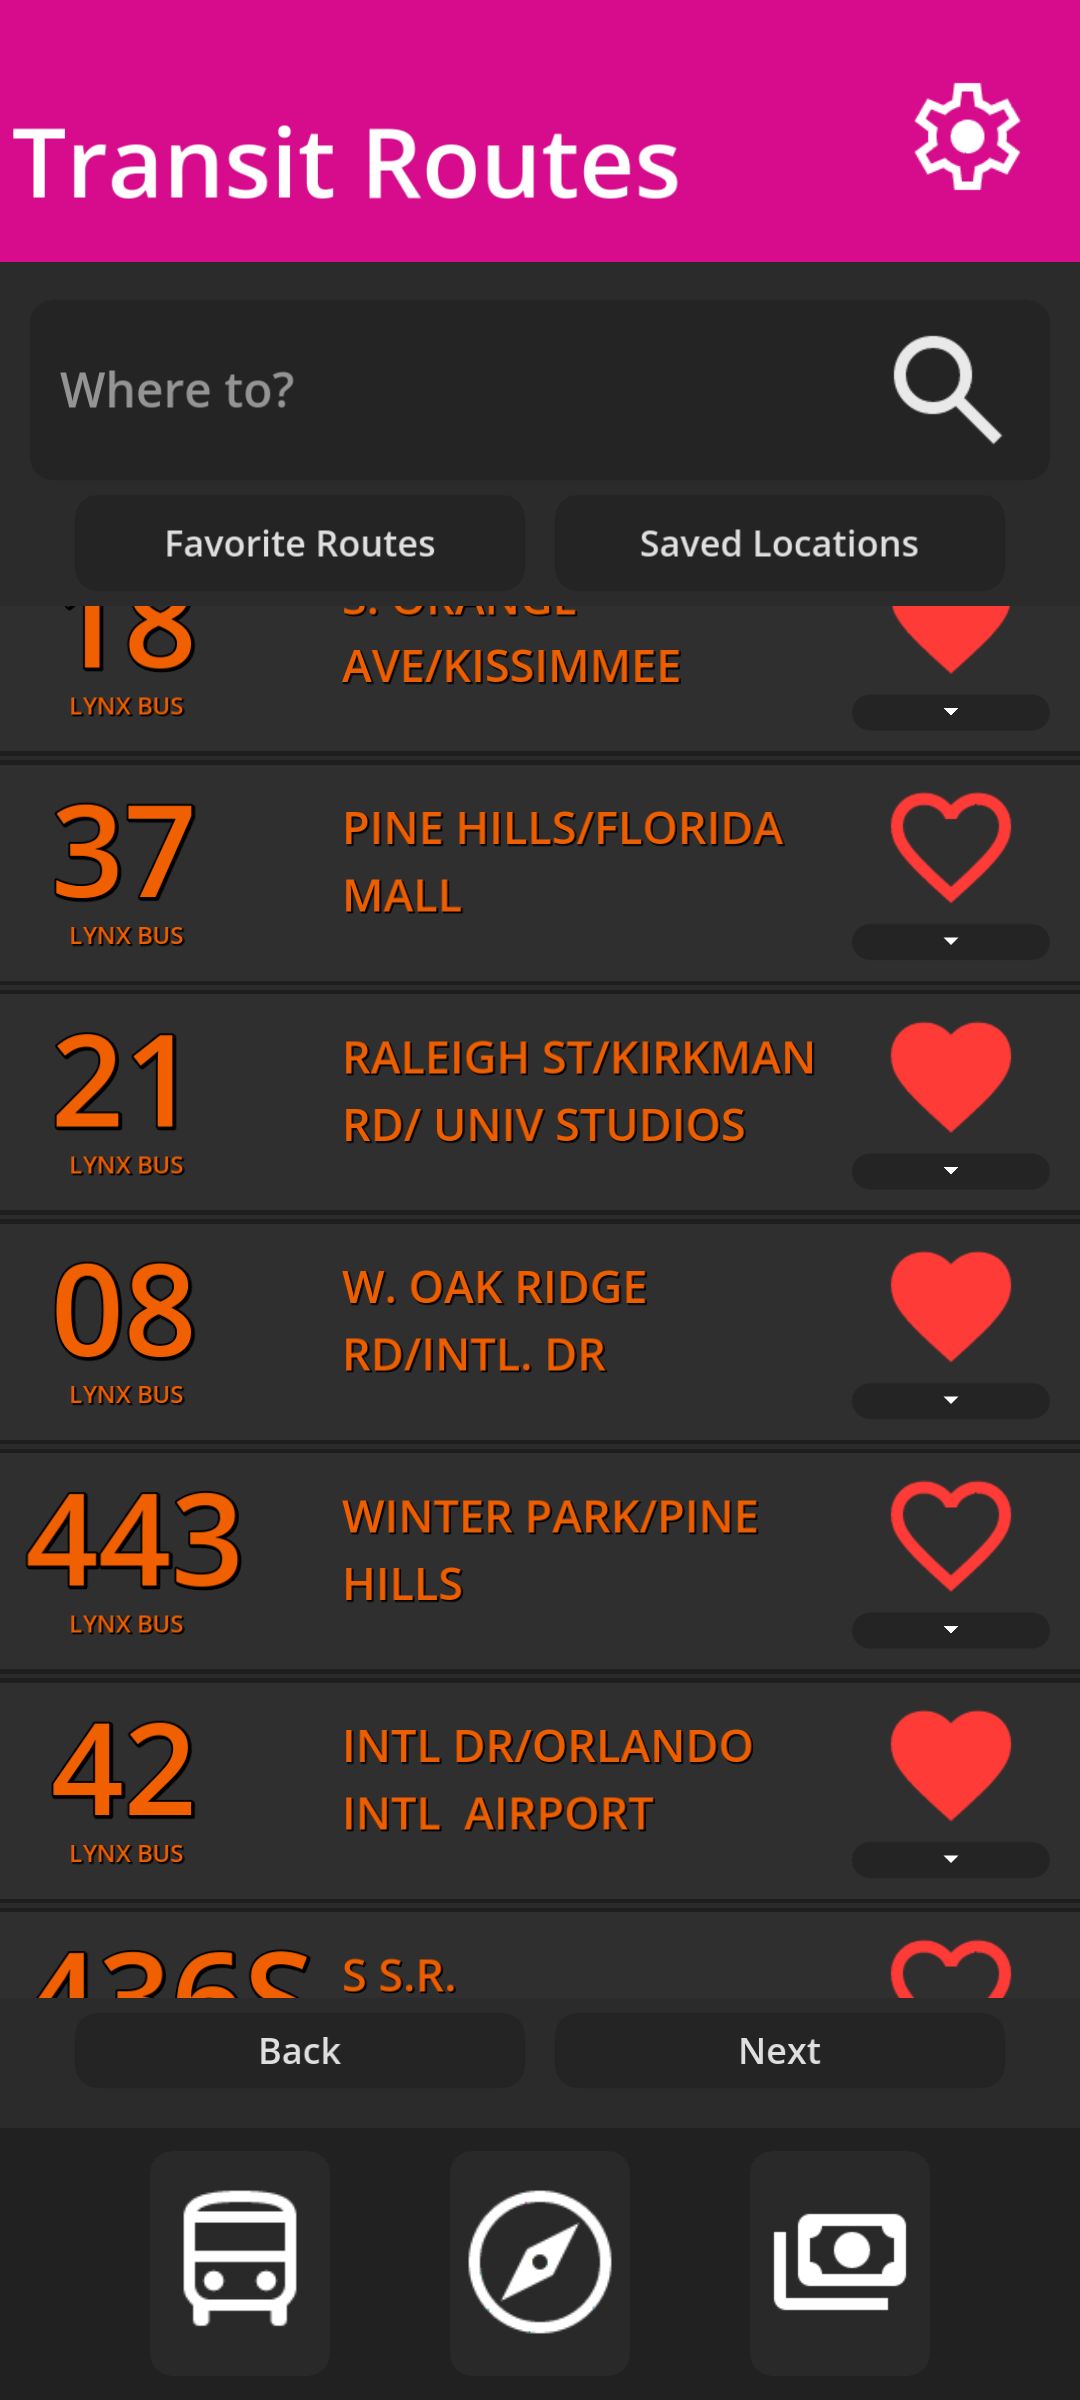 Transit Routes
Where to?
Favorite Routes
Saved Locations
18
S. ORANGE
AVE/KISSIMMEE
LYNX BUS
37
PINE HILLS/FLORIDA
MALL
LYNX BUS
21
RALEIGH ST/KIRKMAN
RD/ UNIV STUDIOS
LYNX BUS
08
W. OAK RIDGE
RD/INTL. DR
LYNX BUS
443
WINTER PARK/PINE
HILLS
LYNX BUS
42
INTL DR/ORLANDO
INTL  AIRPORT
LYNX BUS
436S
S S.R.
Back
Next